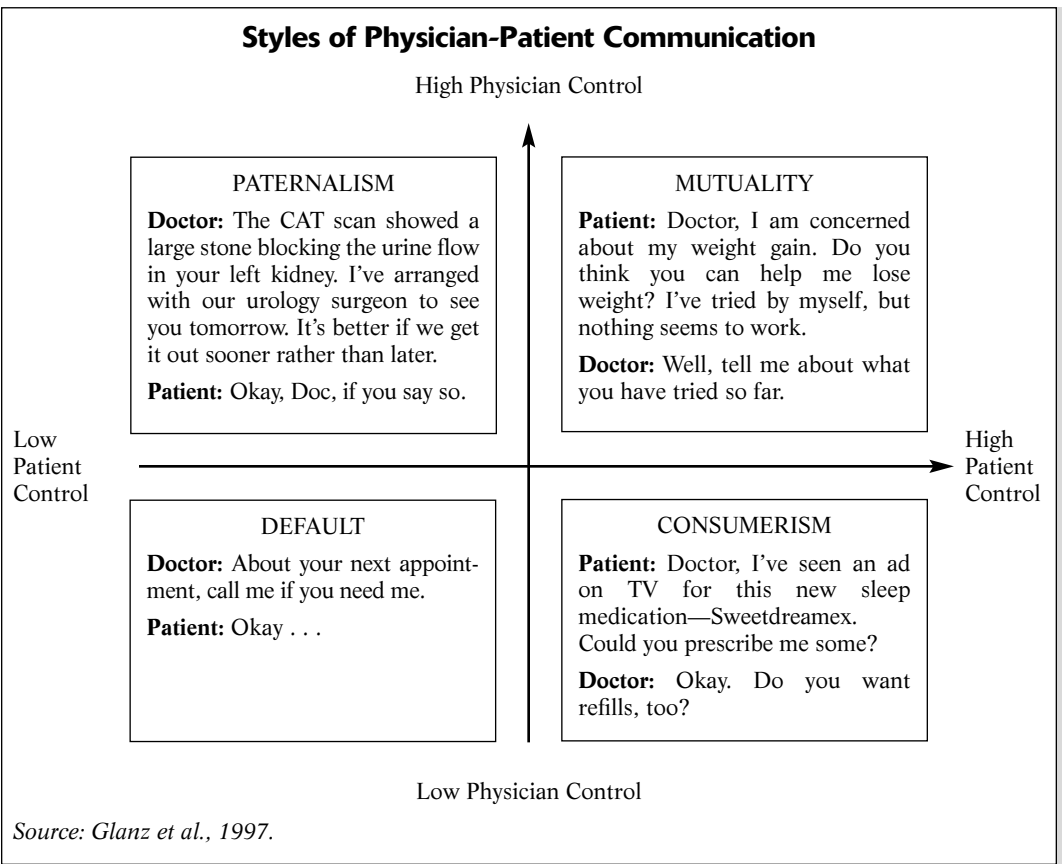 Styles of Physician-Patient Communication
High Physician Control
PATERNALISM
Doctor: The CAT scan showed a
large stone blocking the urine flow
in your left kidney. I've arranged
with our urology surgeon to see
you tomorrow. It's better if we get
it out sooner rather than later.
Patient: Okay, Doc, if you say so.
MUTUALITY
Patient: Doctor, I am concerned
about my weight gain. Do you
think you can help me lose
weight? I've tried by myself, but
nothing seems to work.
Doctor: Well, tell me about what
you have tried so far.
Low
Patient
Control
High
Patient
Control
DEFAULT
Doctor: About your next appoint-
ment, call me if you need me.
Patient: Okay . . .
CONSUMERISM
Patient: Doctor, I've seen an ad
on TV for this new sleep
medication—Sweetdreamex.
Could you prescribe me some?
Doctor: Okay. Do you want
refills, too?
Low Physician Control
Source: Glanz et al., 1997.